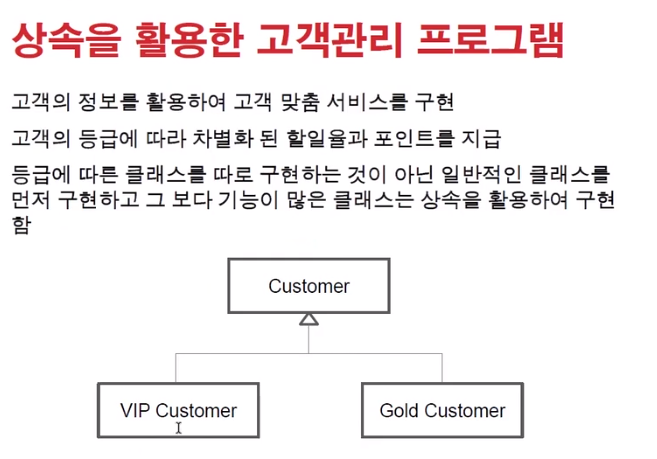 상속을 활용한 고객관리 프로그램
고객의 정보를 활용하여 고객 맞춤 서비스를 구현
고객의 등급에 따라 차별화 된 할일율과 포인트를 지급
등급에 따른 클래스를 따로 구현하는 것이 아닌 일반적인 클래스를
먼저 구현하고 그 보다 기능이 많은 클래스는 상속을 활용하여 구현
함
Customer
VIP Customer
Gold Customer